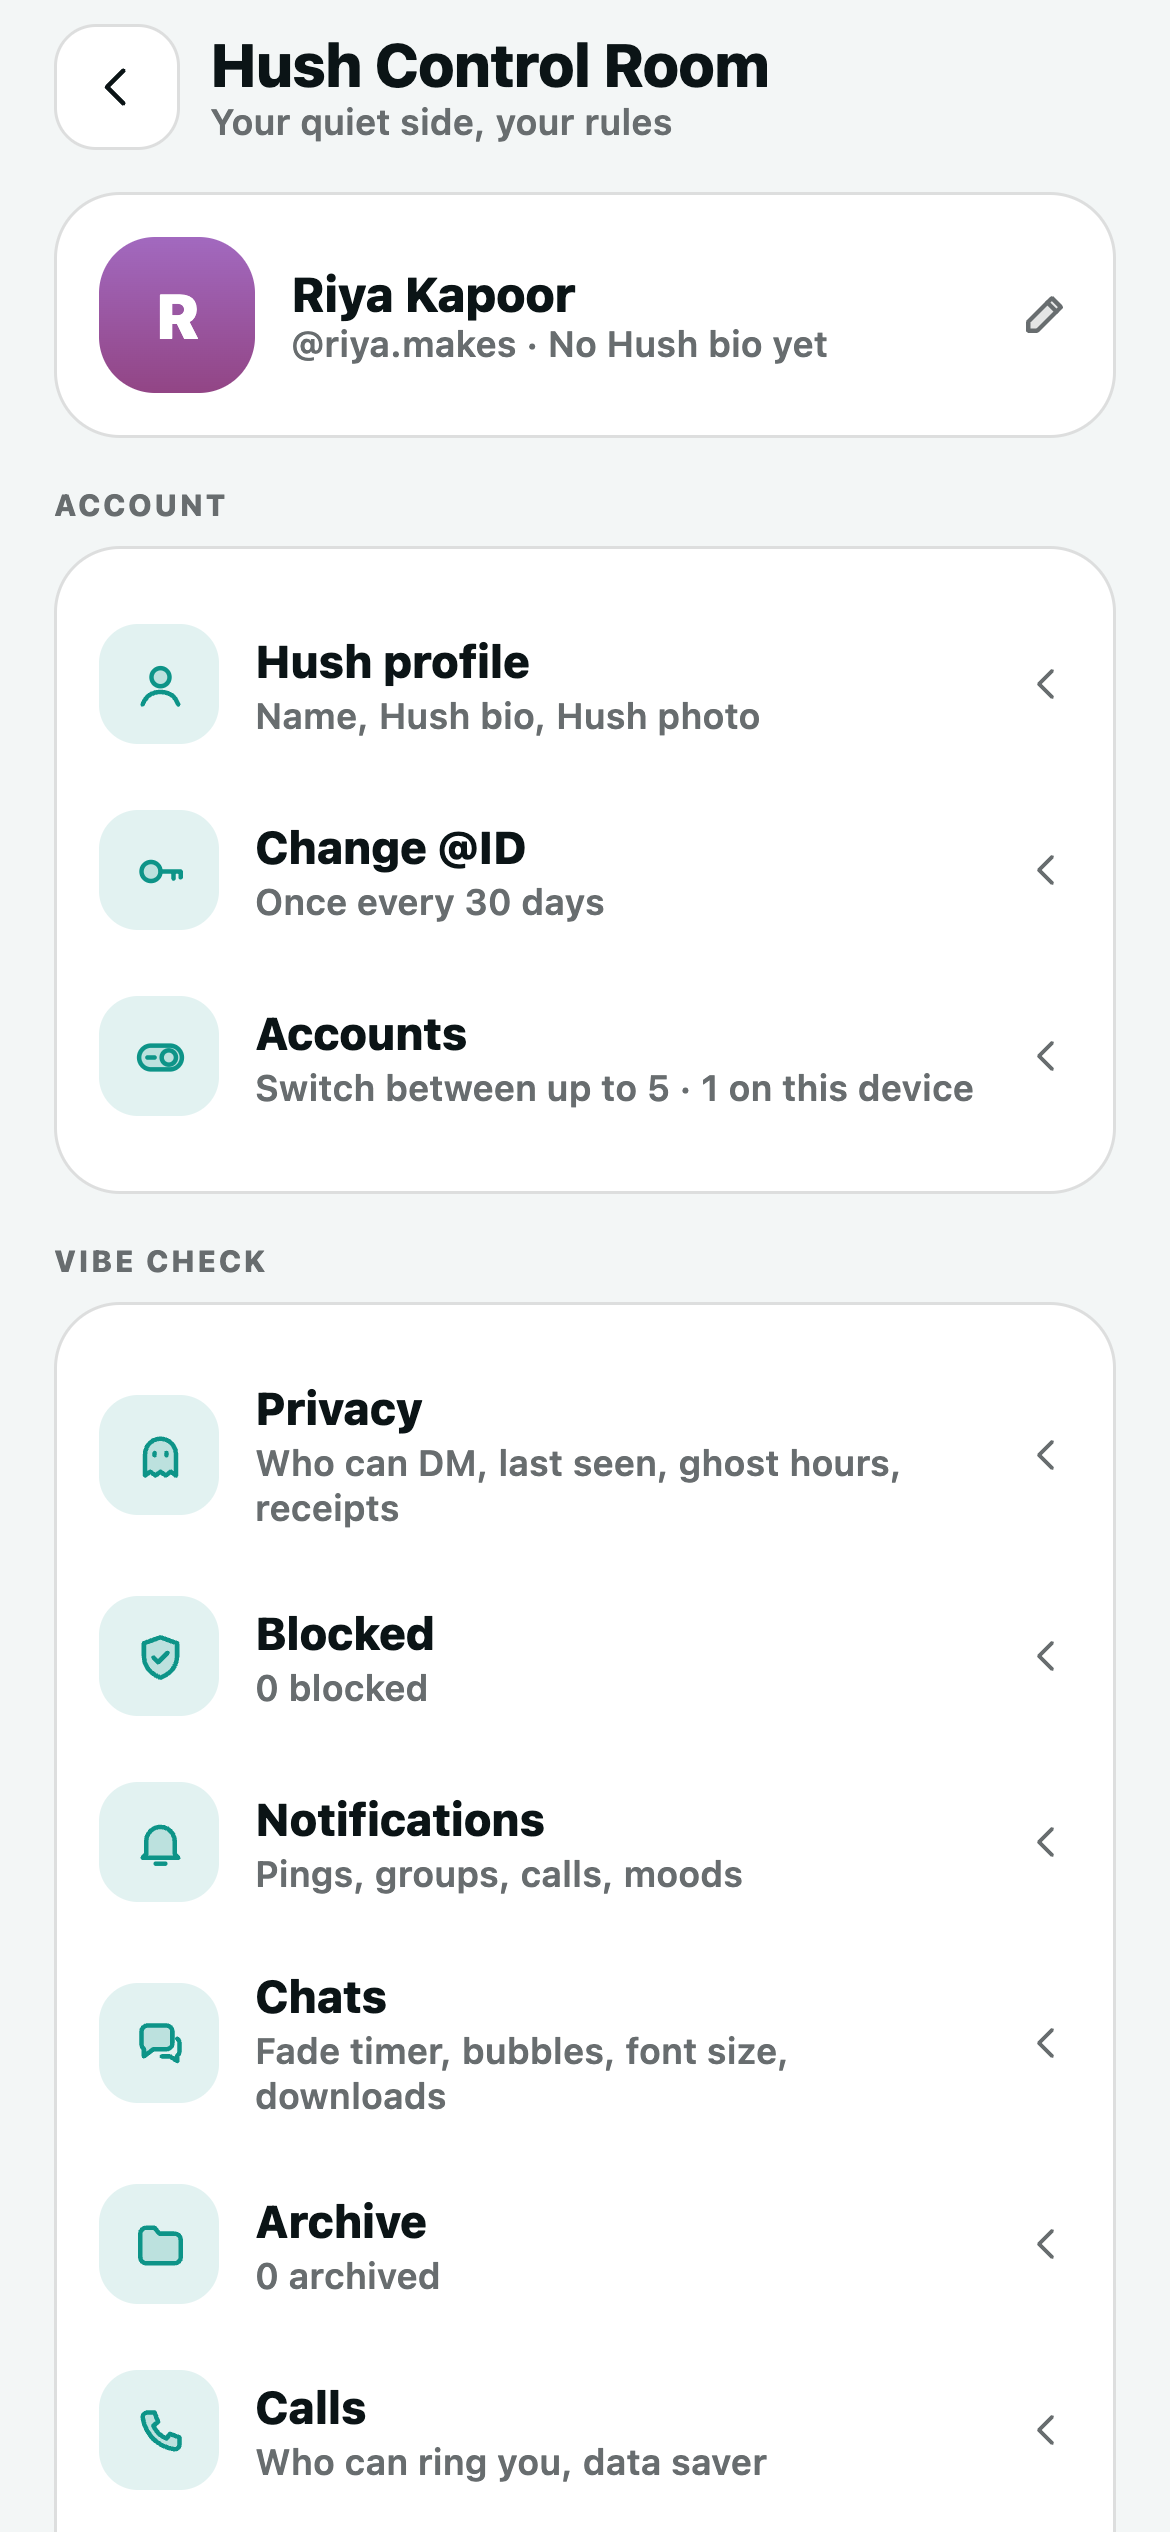 Hush Control Room
Your quiet side, your rules
R
Riya Kapoor
@riya.makes · No Hush bio yet
ACCOUNT
Hush profile
Name, Hush bio, Hush photo
Change @ID
Once every 30 days
Accounts
Switch between up to 5 · 1 on this device
VIBE CHECK
Privacy
Who can DM, last seen, ghost hours,
receipts
Blocked
0 blocked
Notifications
Pings, groups, calls, moods
Chats
Fade timer, bubbles, font size,
downloads
Archive
0 archived
Calls
Who can ring you, data saver